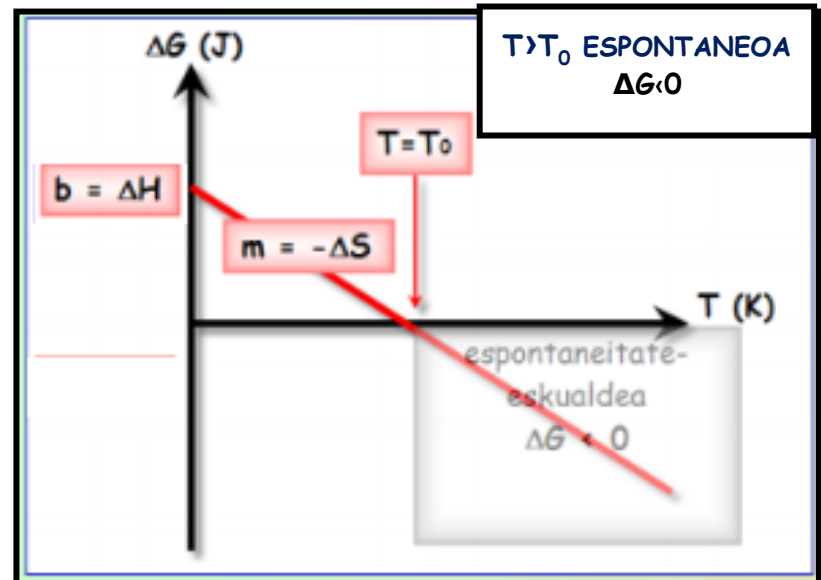 ΔG (J)
T›T₀ ESPONTANEOA
ΔG‹0
T=T₀
b = ΔH
m = -ΔS
T (K)
espontaneitate-
eskualdea
ΔG < 0